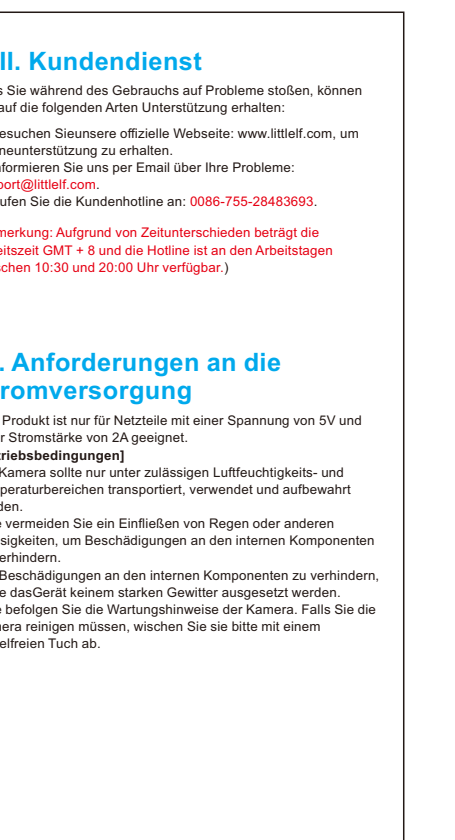 ll. Kundendienst
s Sie während des Gebrauchs auf Probleme stoßen, können
auf die folgenden Arten Unterstützung erhalten:
esuchen Sieunsere offizielle Webseite: www.littlelf.com, um
neunterstützung zu erhalten.
nformieren Sie uns per Email über Ihre Probleme:
port@littlelf.com.
ufen Sie die Kundenhotline an: 0086-755-28483693.
merkung: Aufgrund von Zeitunterschieden beträgt die
eitszeit GMT + 8 und die Hotline ist an den Arbeitstagen
schen 10:30 und 20:00 Uhr verfügbar.)
. Anforderungen an die
romversorgung
Produkt ist nur für Netzteile mit einer Spannung von 5V und
r Stromstärke von 2A geeignet.
triebsbedingungen]
Kamera sollte nur unter zulässigen Luftfeuchtigkeits- und
peraturbereichen transportiert, verwendet und aufbewahrt
den.
e vermeiden Sie ein Einfließen von Regen oder anderen
sigkeiten, um Beschädigungen an den internen Komponenten
erhindern.
Beschädigungen an den internen Komponenten zu verhindern,
e dasGerät keinem starken Gewitter ausgesetzt werden.
e befolgen Sie die Wartungshinweise der Kamera. Falls Sie die
era reinigen müssen, wischen Sie sie bitte mit einem
elfreien Tuch ab.